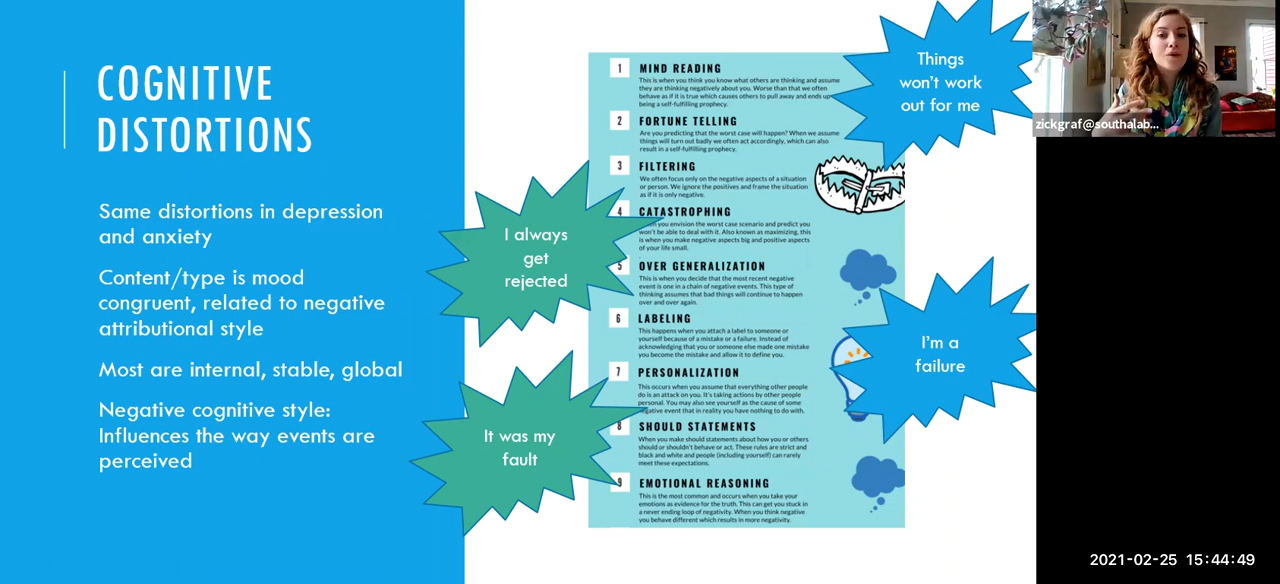 COGNITIVE
DISTORTIONS
Same distortions in depression
and anxiety
Content/type is mood
congruent, related to negative
attributional style
Most are internal, stable, global
Negative cognitive style:
Influences the way events are
perceived
I always
get
rejected
It was my
fault
1 MIND READING
This is when you think you know what others are thinking and assume
they are thinking negatively about you. Worse than that we often
behave as if it is true which causes others to pull away and ends up
being a self-fulfilling prophecy.
2 FORTUNE TELLING
Are you predicting that the worst case will happen? When we assume
things will turn out badly we often act accordingly, which can also
result in a self-fulfilling prophecy.
3 FILTERING
We often focus only on the negative aspects of a situation
or person. We ignore the positives and frame the situation
as if it is only negative.
4 CATASTROPHING
you envision the worst case scenario and predict you
won't be able to deal with it. Also known as maximizing, this
is when you make negative aspects big and positive aspects
of your life small.
5 OVER GENERALIZATION
This is when you decide that the most recent negative
event is one in a chain of negative events. This type of
thinking assumes that bad things will continue to happen
over and over again.
6 LABELING
This happens when you attach a label to someone or
yourself because of a mistake or a failure. Instead of
acknowledging that you or someone else made one mistake
you become the mistake and allow it to define you.
7 PERSONALIZATION
This occurs when you assume that everything other people
do is an attack on you. It's taking actions by other people
personal. You may also see yourself as the cause of some
negative event that in reality you have nothing to do with.
8 SHOULD STATEMENTS
When you make should statements about how you or others
should or shouldn't behave or act. These rules are strict and
black and white and people (including yourself) can rarely
meet these expectations.
9 EMOTIONAL REASONING
This is the most common and occurs when you take your
emotions as evidence for the truth. This can get you stuck in
a never ending loop of negativity. When you think negative
you behave different which results in more negativity.
Things
won't work
out for me
I'm a
failure
zickgraf@southalab...
2021-02-25 15:44:49